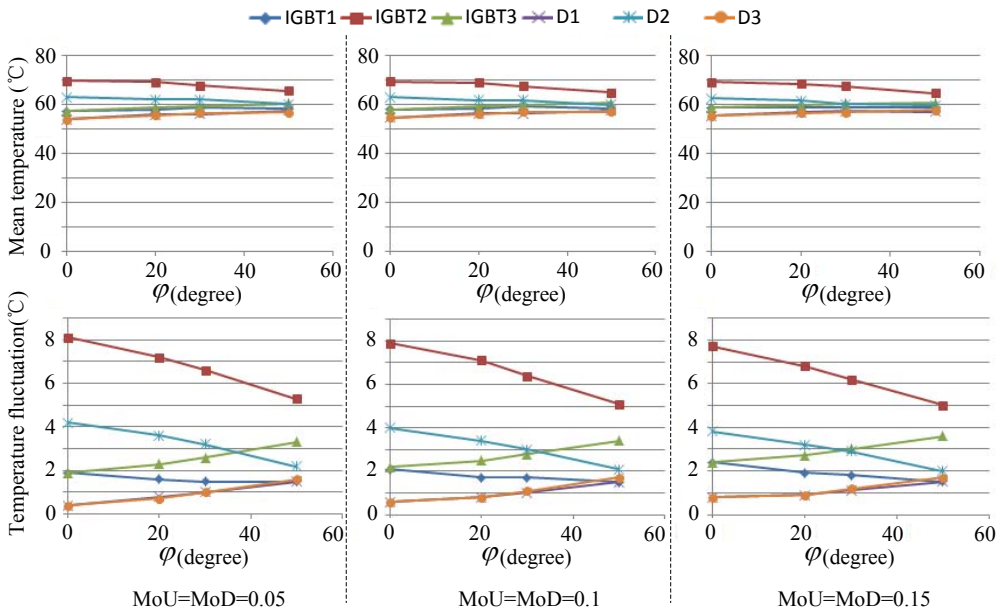 IGBT1 IGBT2 IGBT3 D1 D2 D3
Mean temperature (℃)
80
60
40
20
0
0 20 40 60
φ(degree)
80
60
40
20
0
0 20 40 60
φ(degree)
80
60
40
20
0
0 20 40 60
φ(degree)
Temperature fluctuation(℃)
8
6
4
2
0
0 20 40 60
φ(degree)
8
6
4
2
0
0 20 40 60
φ(degree)
8
6
4
2
0
0 20 40 60
φ(degree)
MoU=MoD=0.05 MoU=MoD=0.1 MoU=MoD=0.15